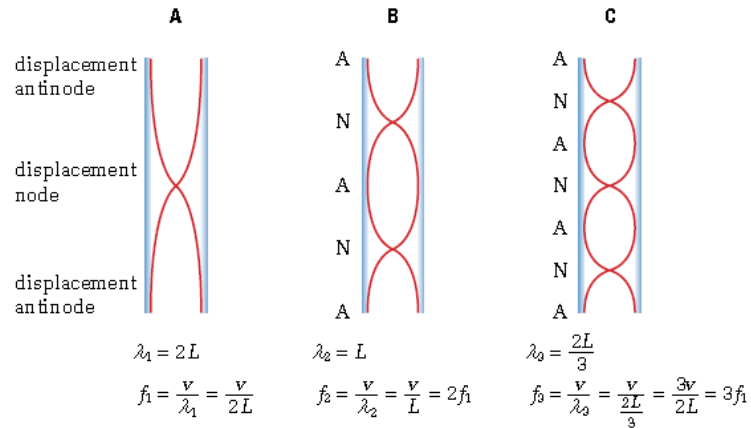 A
B
C
displacement
antinode
displacement
node
displacement
antinode
A
N
A
N
A
A
N
A
N
A
N
A
λ₁ = 2L
f₁ = v/λ₁ = v/2L
λ₂ = L
f₂ = v/λ₂ = v/L = 2f₁
λ₃ = 2L/3
f₃ = v/λ₃ = v/(2L/3) = 3v/2L = 3f₁